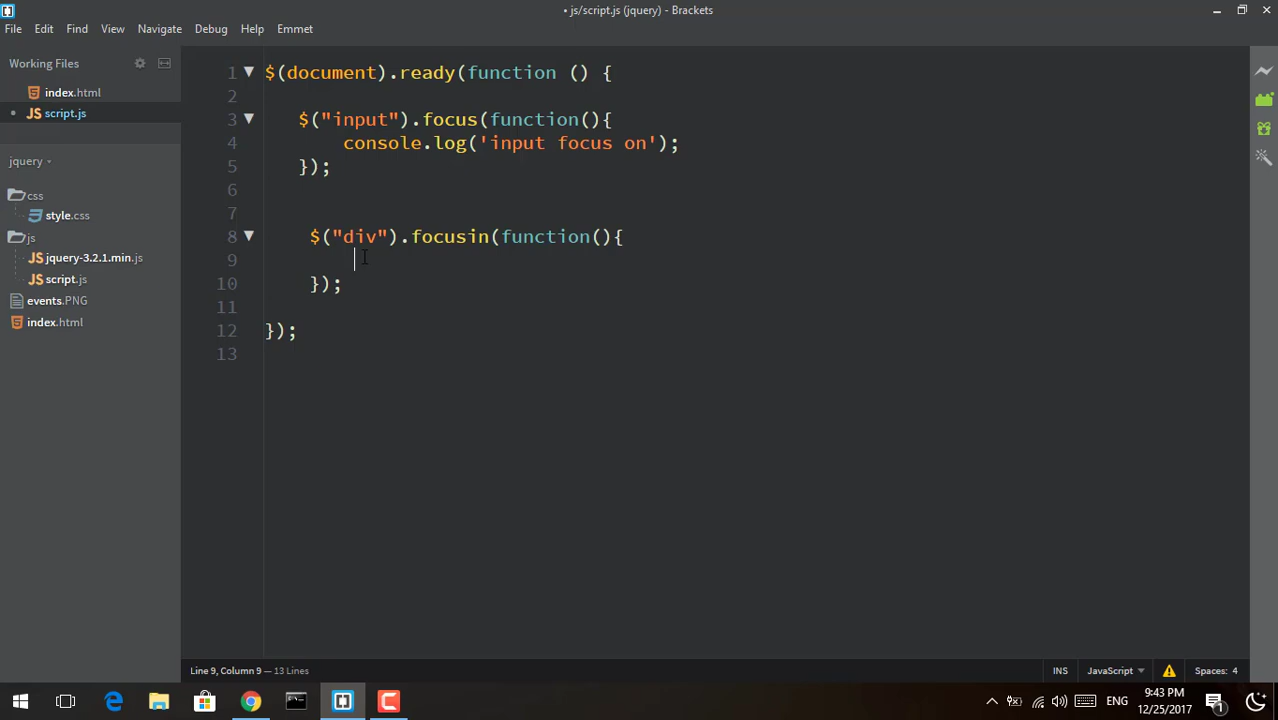 • js/script.js (jquery) - Brackets
File Edit Find View Navigate Debug Help Emmet
Working Files
index.html
• JS script.js
jquery
css
style.css
js
JS jquery-3.2.1.min.js
JS script.js
events.PNG
index.html
1 $(document).ready(function () {
2
3 $("input").focus(function(){
4 console.log('input focus on');
5 });
6
7
8 $("div").focusin(function(){
9
10 });
11
12 });
13
Line 9, Column 9 — 13 Lines
INS JavaScript Spaces: 4
ENG
9:43 PM
12/25/2017
1